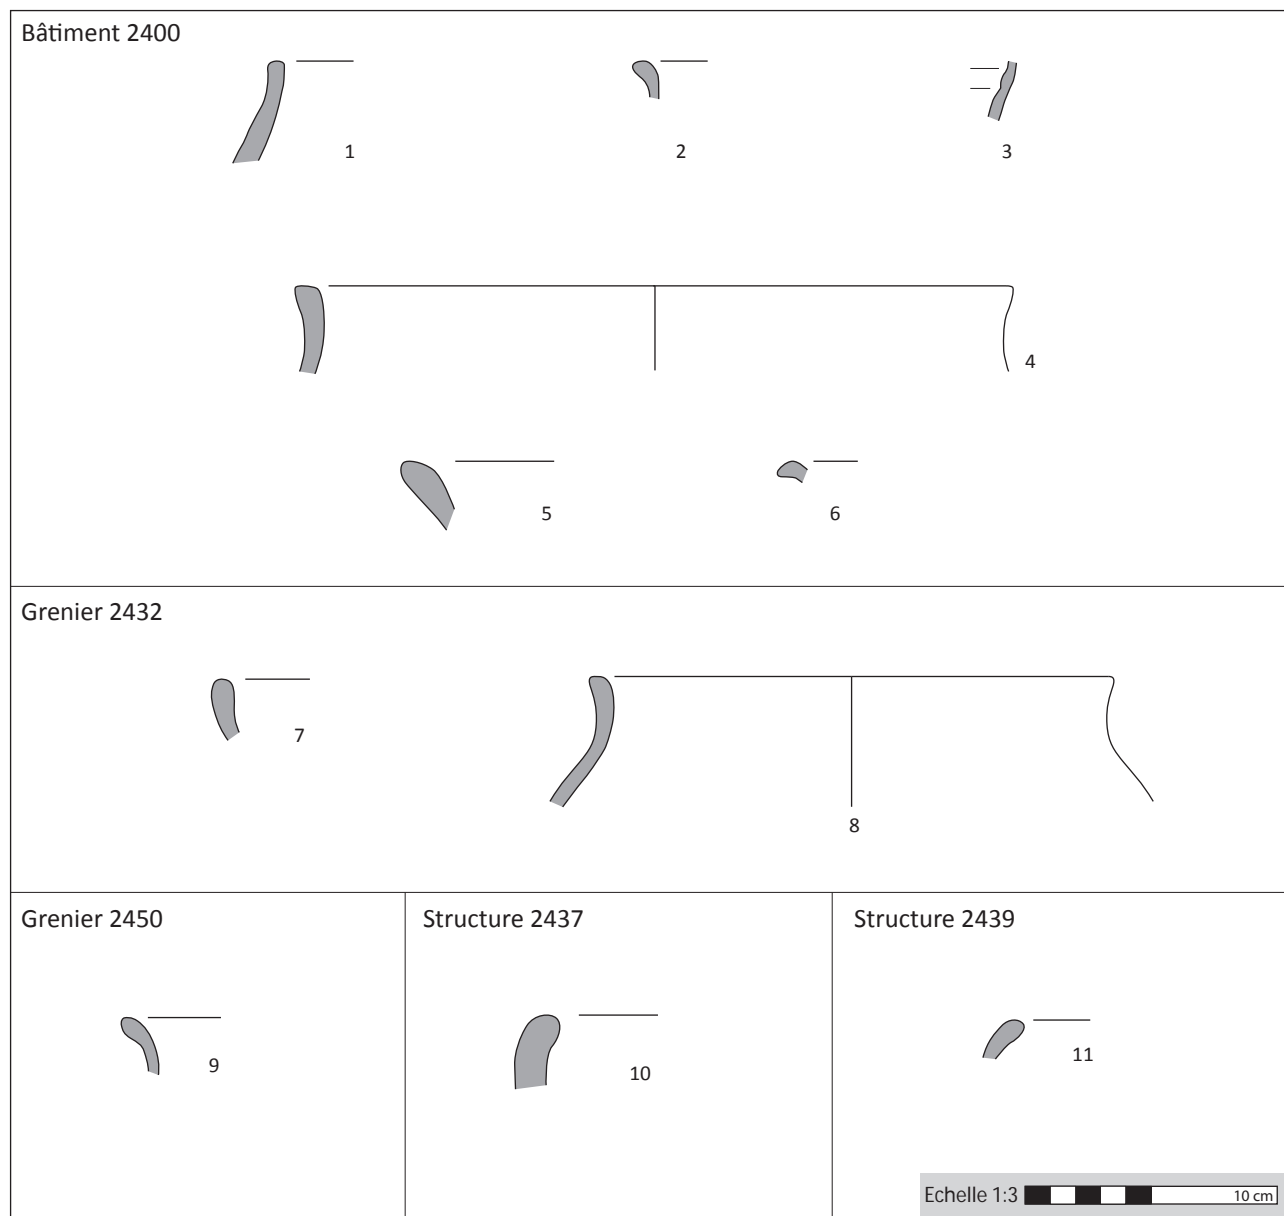 Bâtiment 2400
1
2
3
4
5
6
Grenier 2432
7
8
Grenier 2450
9
Structure 2437
10
Structure 2439
11
Echelle 1:3
10 cm